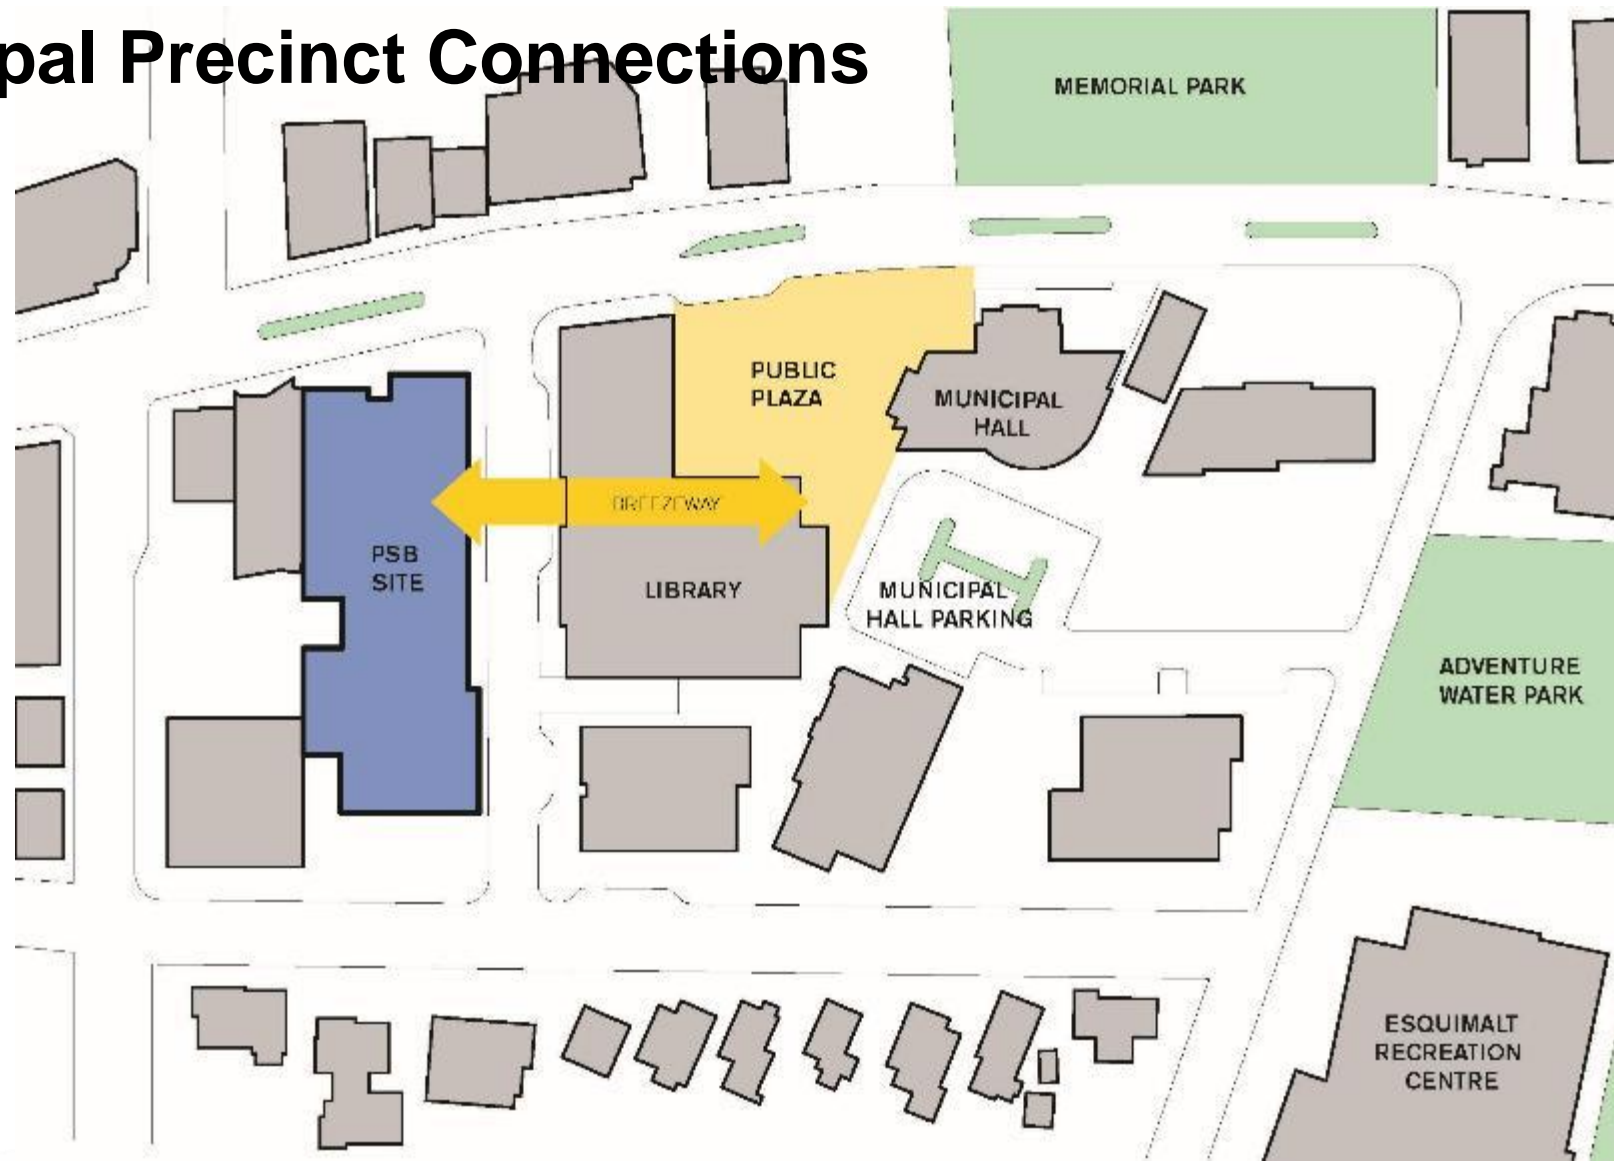 pal Precinct Connections
MEMORIAL PARK
PUBLIC
PLAZA
MUNICIPAL
HALL
BREEZEWAY
PSB
SITE
LIBRARY
MUNICIPAL
HALL PARKING
ADVENTURE
WATER PARK
ESQUIMALT
RECREATION
CENTRE